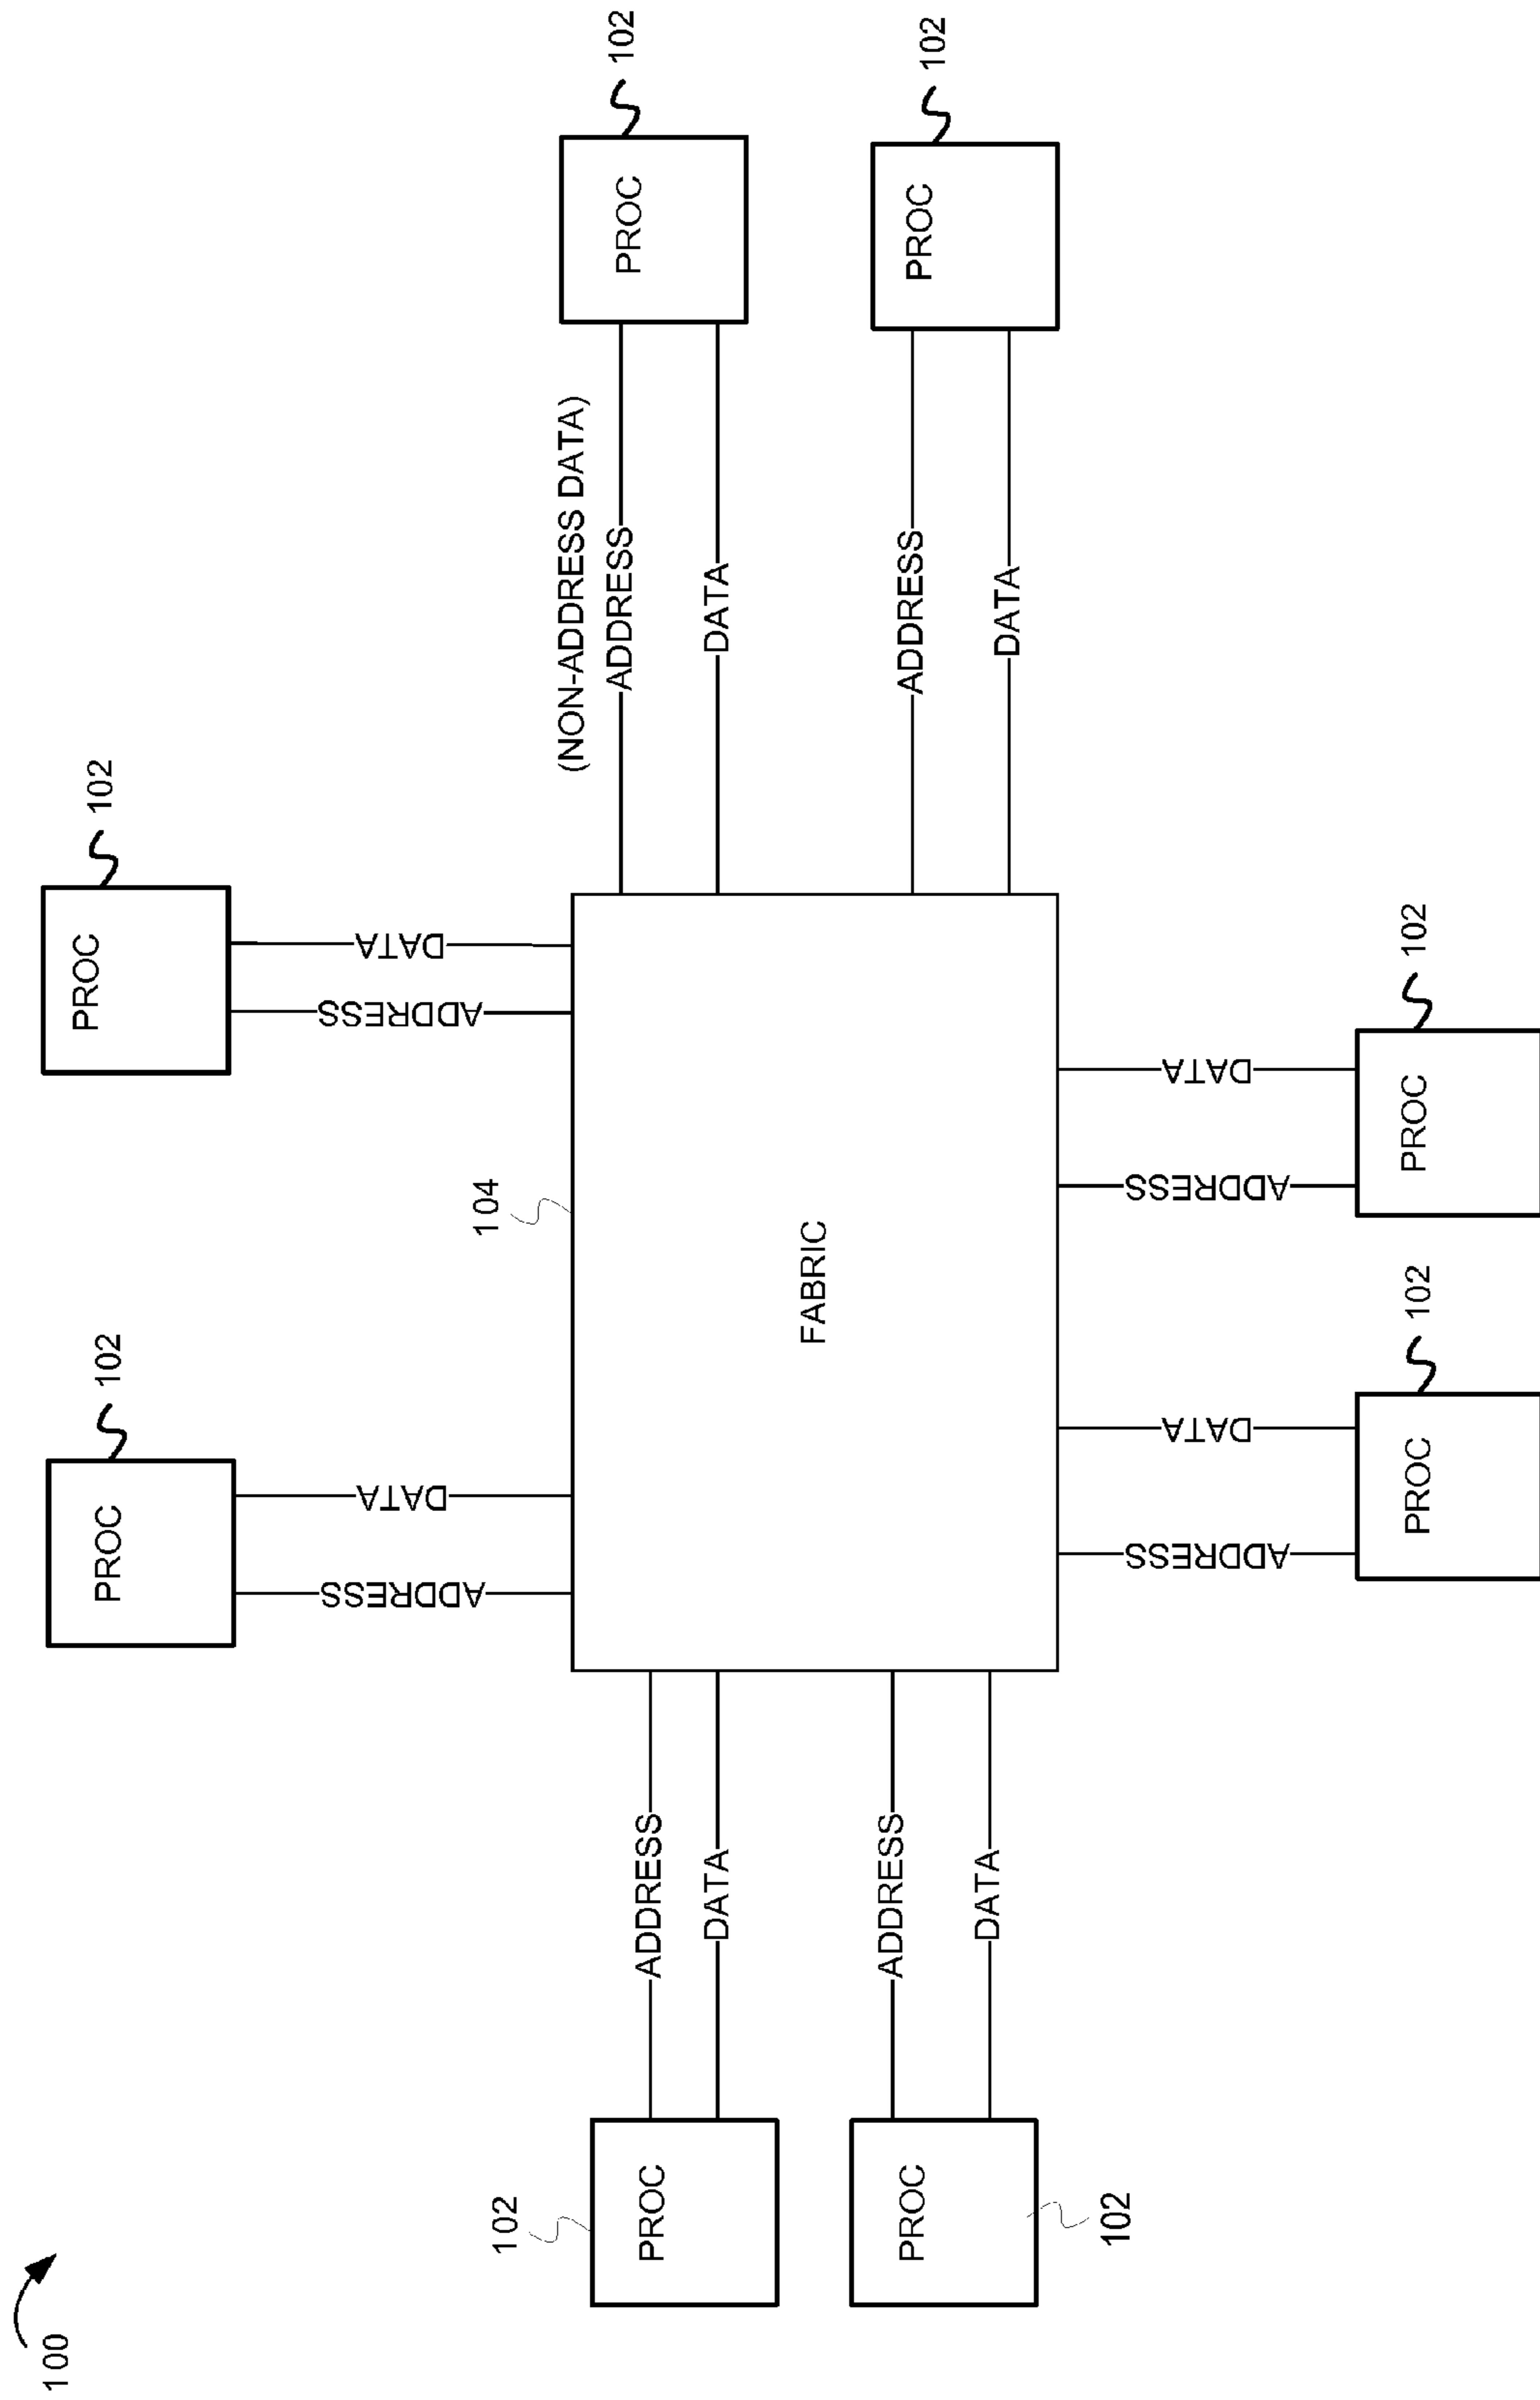 100
PROC
102
PROC
102
ADDRESS
DATA
ADDRESS
DATA
102
104
(NON-ADDRESS DATA)
102
PROC
ADDRESS
ADDRESS
PROC
DATA
DATA
FABRIC
102
PROC
ADDRESS
ADDRESS
PROC
DATA
DATA
102
ADDRESS
DATA
ADDRESS
DATA
PROC
102
PROC
102